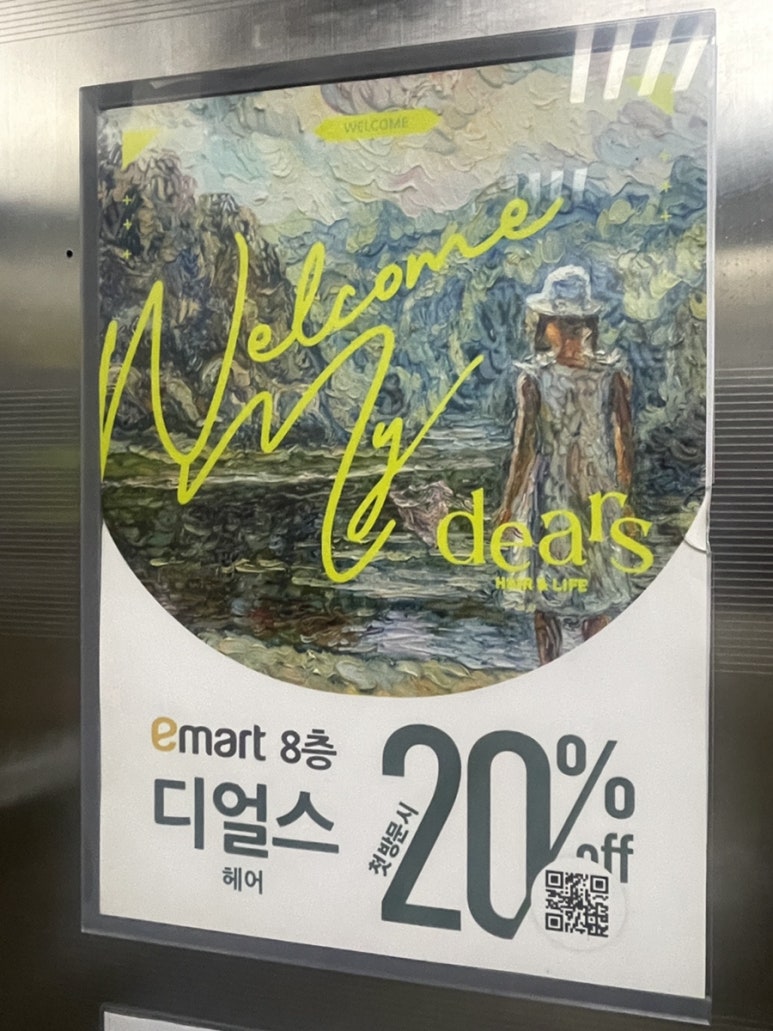 WELCOME
Welcome
My
dears
HAIR & LIFE
emart 8층
디얼스
헤어
첫방문시
20%
off